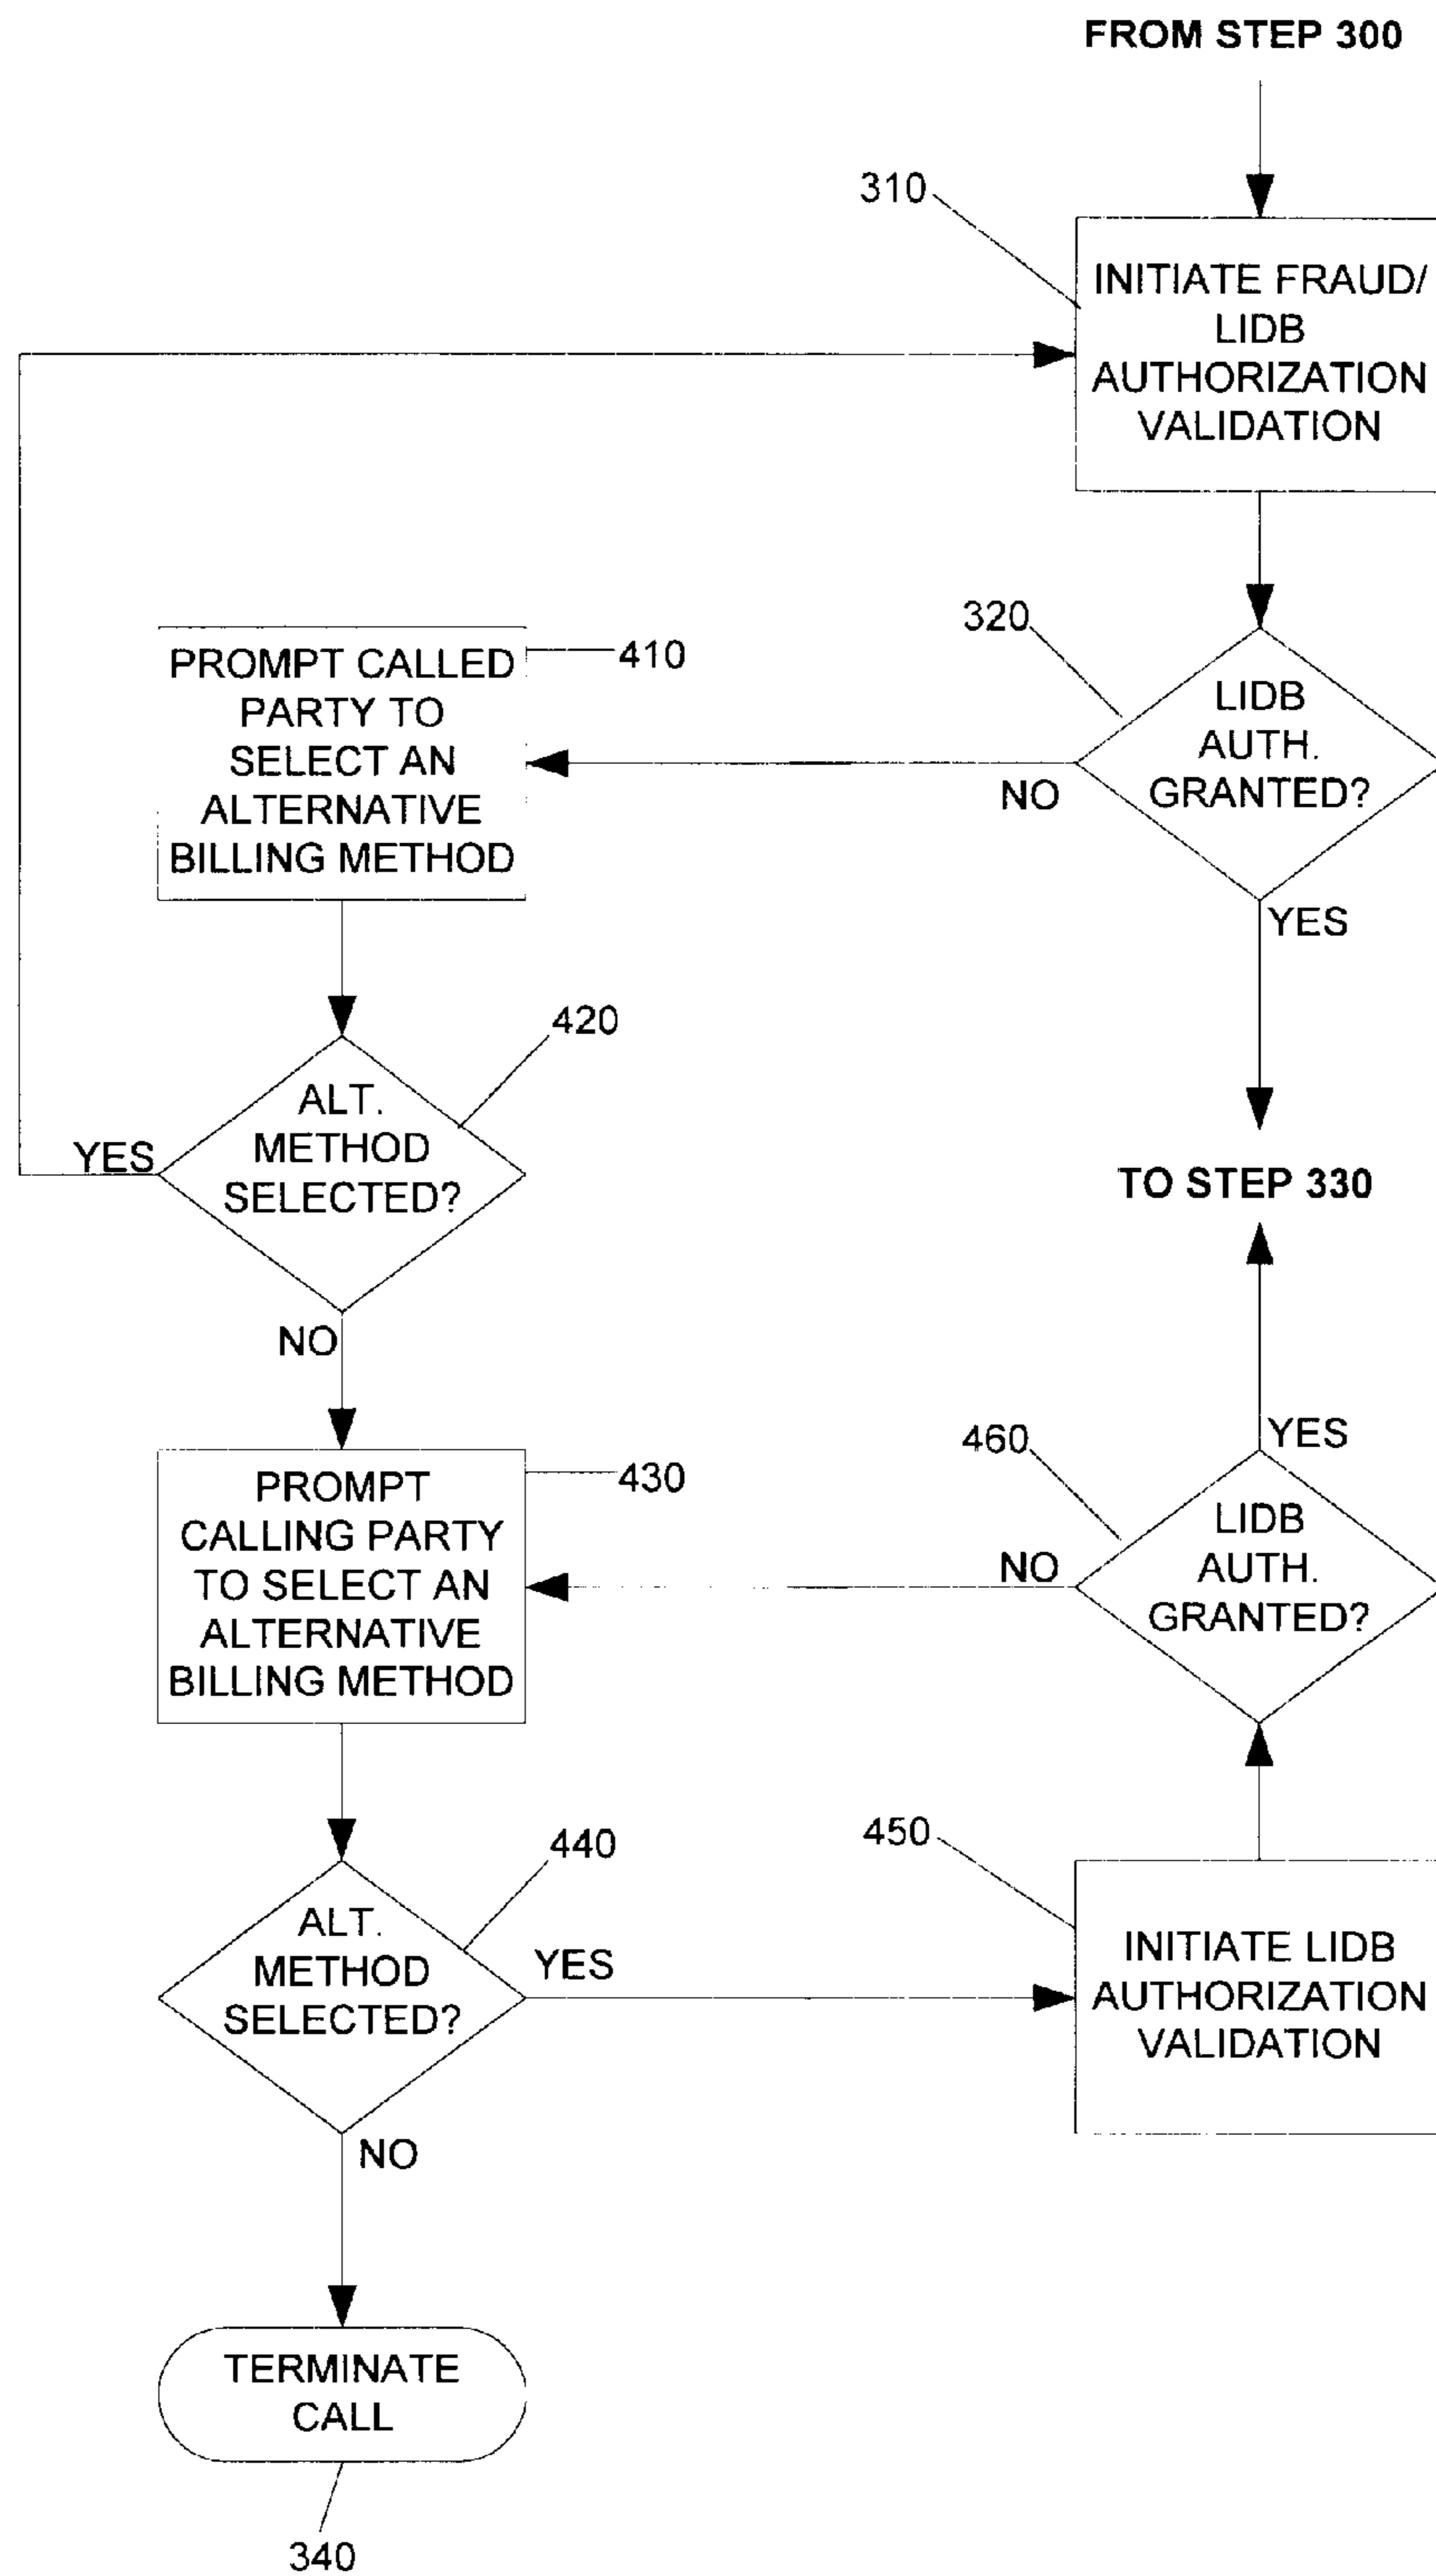 FROM STEP 300
310
INITIATE FRAUD/
LIDB
AUTHORIZATION
VALIDATION
320
LIDB
AUTH.
GRANTED?
NO
YES
410
PROMPT CALLED
PARTY TO
SELECT AN
ALTERNATIVE
BILLING METHOD
420
ALT.
METHOD
SELECTED?
YES
NO
TO STEP 330
430
PROMPT
CALLING PARTY
TO SELECT AN
ALTERNATIVE
BILLING METHOD
460
YES
LIDB
AUTH.
GRANTED?
NO
440
ALT.
METHOD
SELECTED?
YES
NO
450
INITIATE LIDB
AUTHORIZATION
VALIDATION
TERMINATE
CALL
340